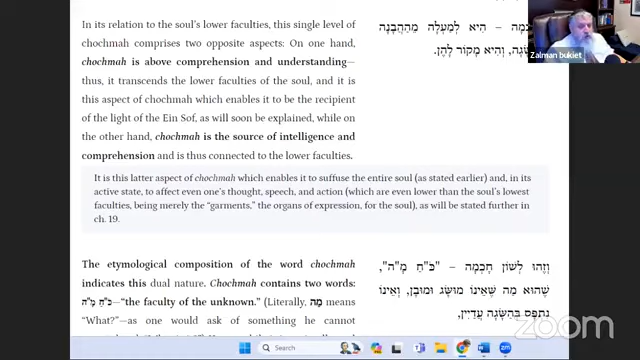 In its relation to the soul's lower faculties, this single level of
chochmah comprises two opposite aspects: On one hand,
chochmah is above comprehension and understanding—
thus, it transcends the lower faculties of the soul, and it is
this aspect of chochmah which enables it to be the recipient
of the light of the Ein Sof, as will soon be explained, while on
the other hand, chochmah is the source of intelligence and
comprehension and is thus connected to the lower faculties.
הִיא לְמַעְלָה מֵהַהֲבָנָה
וְהִיא מָקוֹר לָהֶן.
Zalman bukiet
It is this latter aspect of chochmah which enables it to suffuse the entire soul (as stated earlier) and, in its
active state, to affect even one's thought, speech, and action (which are even lower than the soul's lowest
faculties, being merely the "garments," the organs of expression, for the soul), as will be stated further in
ch. 19.
The etymological composition of the word chochmah
indicates this dual nature. Chochmah contains two words:
כֹּ"חַ מָ"ה—"the faculty of the unknown." (Literally, מַה means
"What?"—as one would ask of something he cannot
וְזֶהוּ לְשׁוֹן חָכְמָה – "כֹּ"חַ מָ"ה",
שֶׁהוּא מַה שֶּׁאֵינוֹ מוּשָּׂג וּמוּבָן, וְאֵינוֹ
נִתְפָּס בְּהַשָּׂגָה עֲדַיִין,
zoom
Search